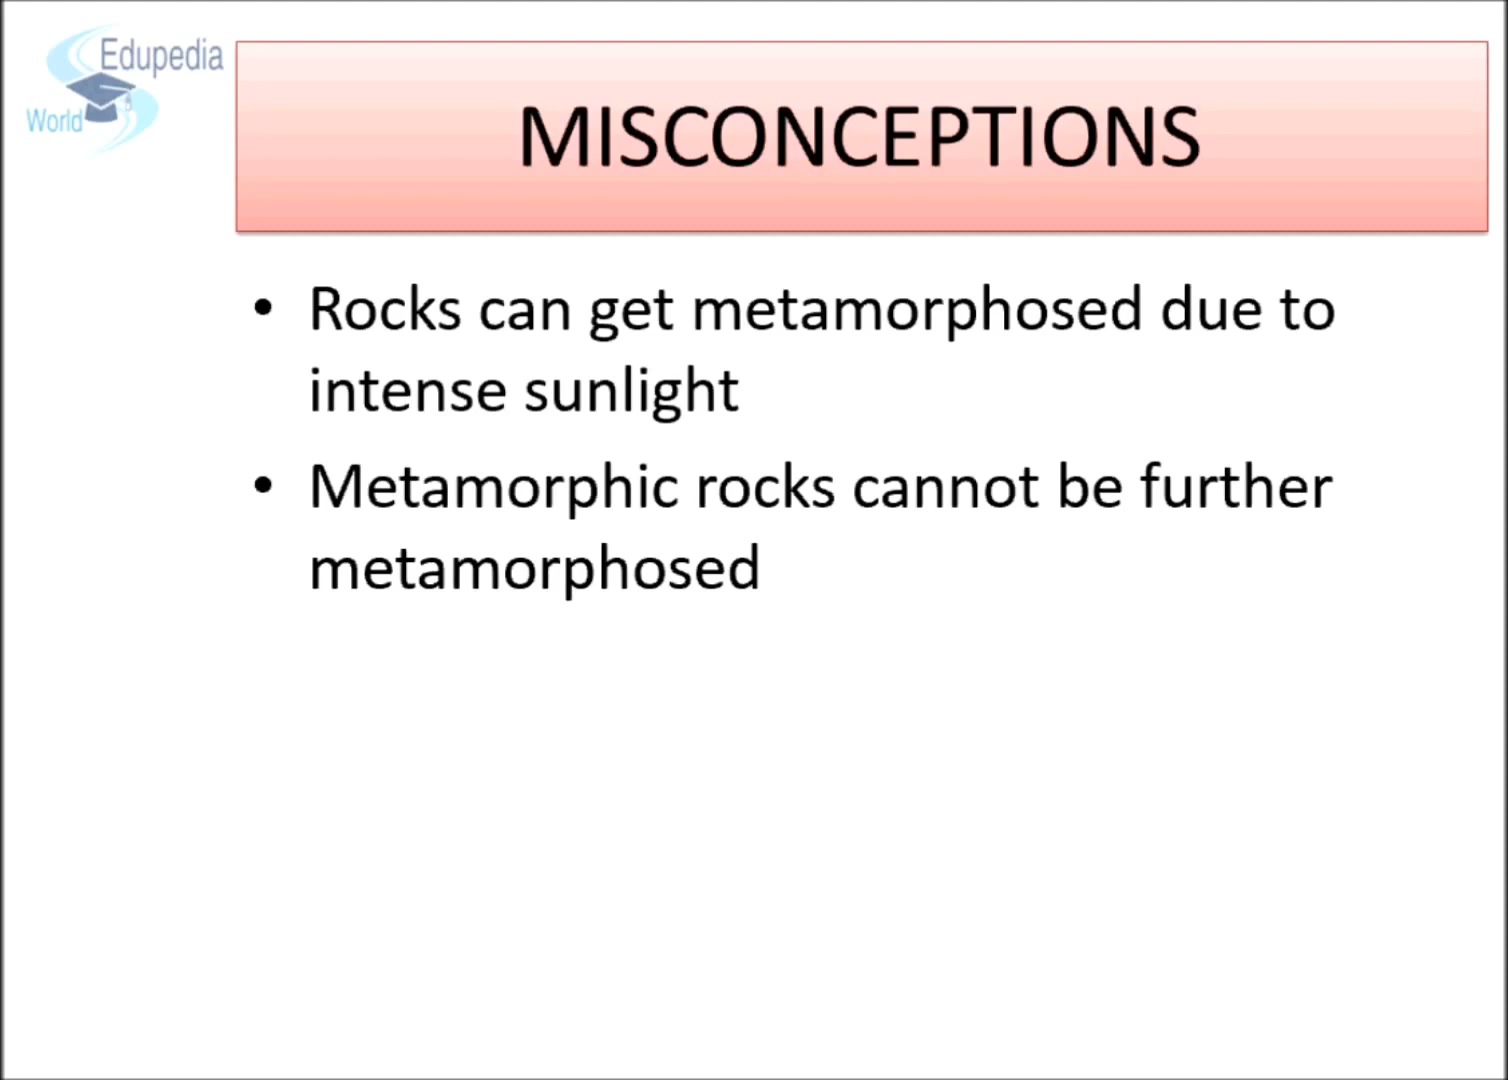 Edupedia
World
MISCONCEPTIONS
• Rocks can get metamorphosed due to
intense sunlight
• Metamorphic rocks cannot be further
metamorphosed